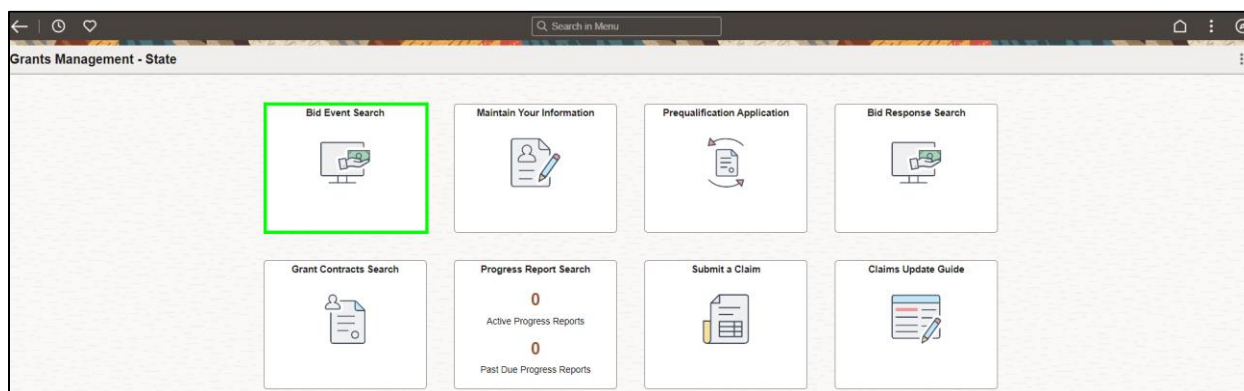 Search in Menu
Grants Management - State
Bid Event Search
Maintain Your Information
Prequalification Application
Bid Response Search
Grant Contracts Search
Progress Report Search
0
Active Progress Reports
0
Past Due Progress Reports
Submit a Claim
Claims Update Guide